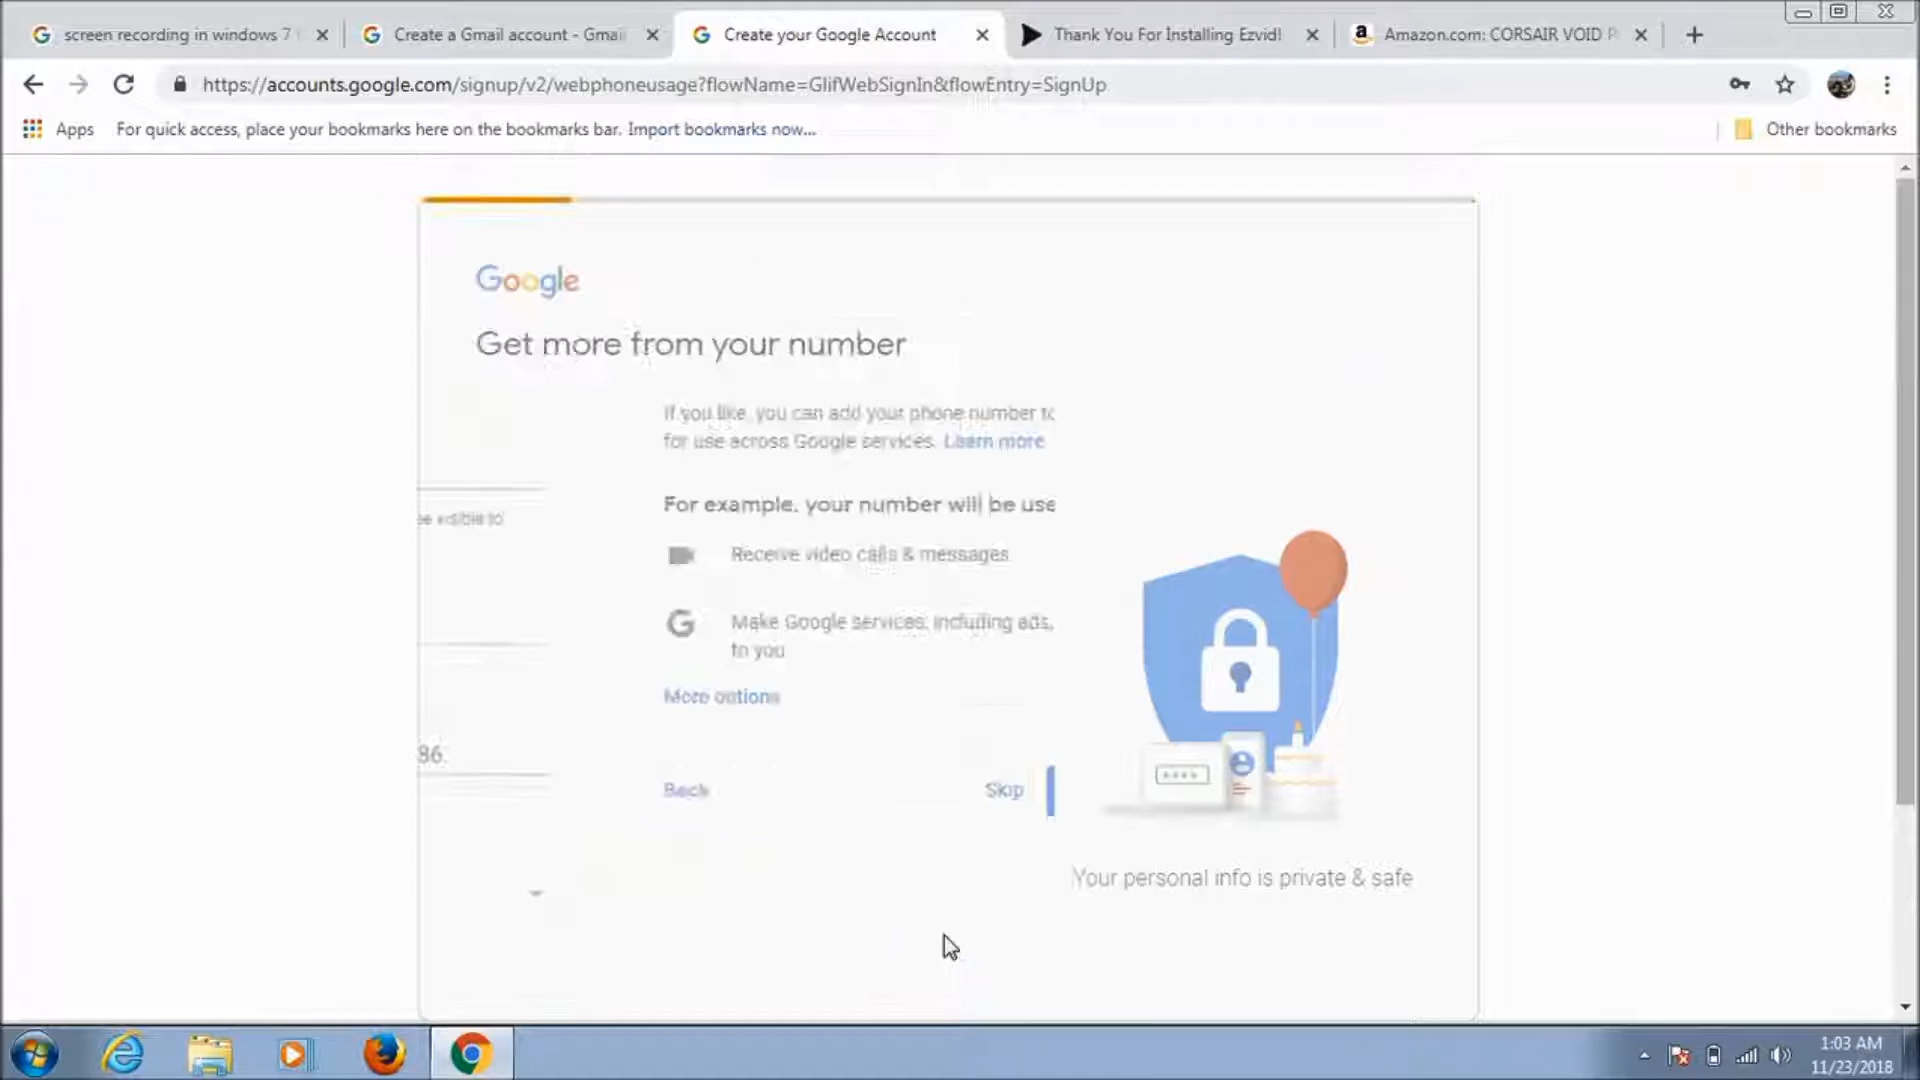 screen recording in windows 7
Create a Gmail account - Gmai
Create your Google Account
Thank You For Installing Ezvid!
Amazon.com: CORSAIR VOID P
https://accounts.google.com/signup/v2/webphoneusage?flowName=GlifWebSignIn&flowEntry=SignUp
Apps
For quick access, place your bookmarks here on the bookmarks bar. Import bookmarks now...
Other bookmarks
Google
Get more from your number
If you like, you can add your phone number to
for use across Google services. Learn more
For example, your number will be use
be visible to
Receive video calls & messages
Make Google services, including ads,
to you
More options
86.
Back
Skip
Your personal info is private & safe
1:03 AM
11/23/2018